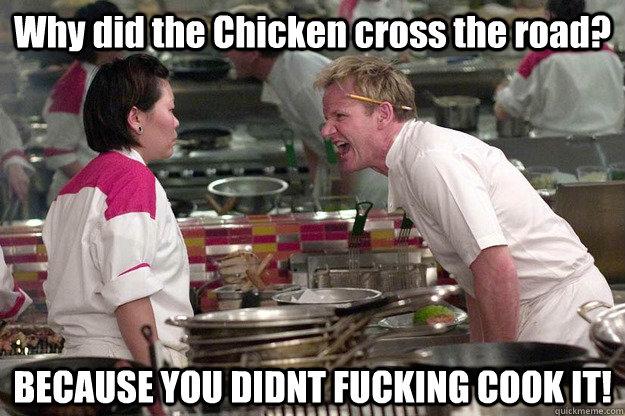 Why did the Chicken cross the road?
BECAUSE YOU DIDNT FUCKING COOK IT!
quickmeme.com